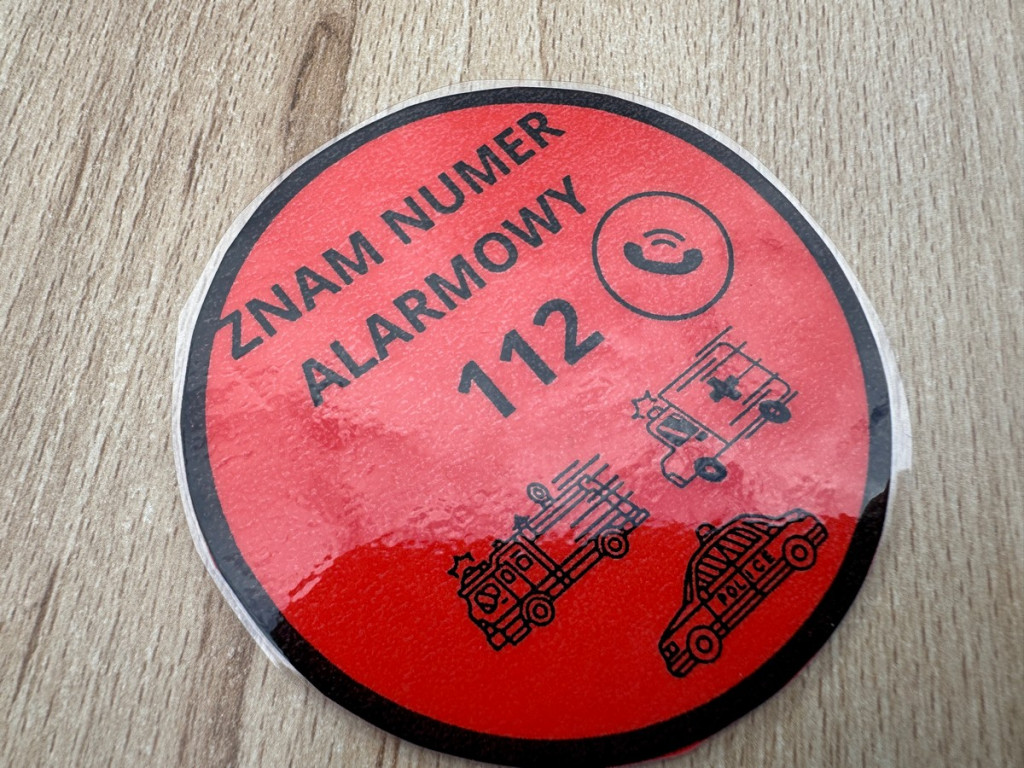 ZNAM NUMER
ALARMOWY
112
POLICE